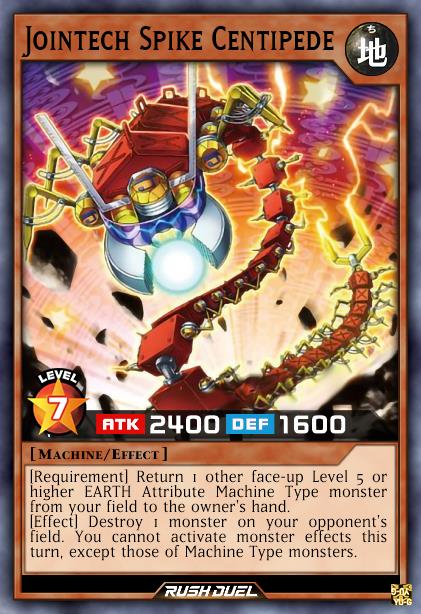 JOINTECH SPIKE CENTIPEDE
ち
地
LEVEL
7
ATK 2400 DEF 1600
[MACHINE/EFFECT]
[Requirement] Return 1 other face-up Level 5 or
higher EARTH Attribute Machine Type monster
from your field to the owner's hand.
[Effect] Destroy 1 monster on your opponent's
field. You cannot activate monster effects this
turn, except those of Machine Type monsters.
RUSH DUEL